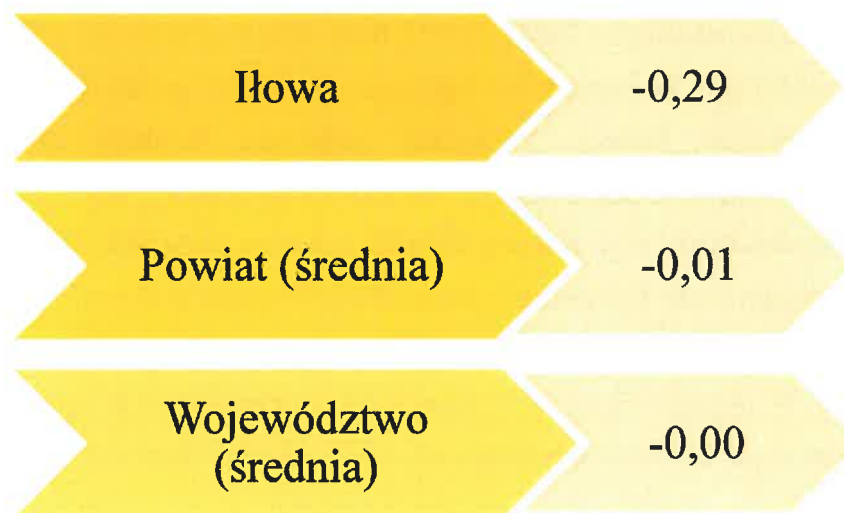 Iłowa
-0,29
Powiat (średnia)
-0,01
Województwo
(średnia)
-0,00